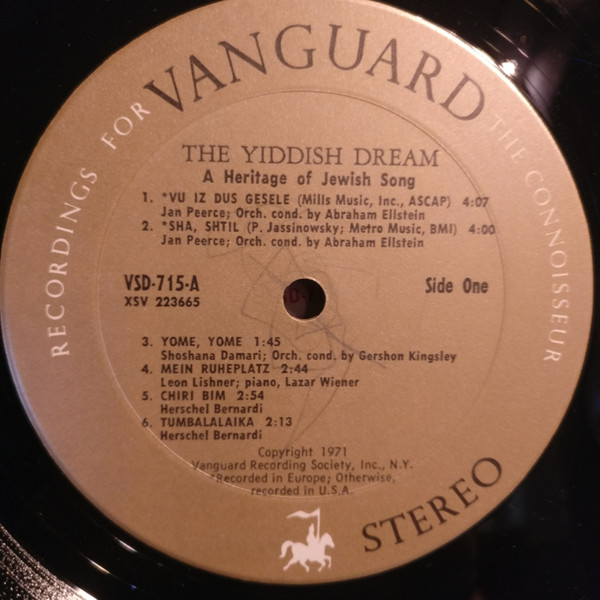 RECORDINGS FOR THE CONNOISSEUR
VANGUARD
THE YIDDISH DREAM
A Heritage of Jewish Song
1. *VU IZ DUS GESELE (Mills Music, Inc., ASCAP) 4:07
Jan Peerce; Orch. cond. by Abraham Ellstein
2. *SHA, SHTIL (P. Jassinowsky; Metro Music, BMI) 4:00
Jan Peerce; Orch. cond. by Abraham Ellstein
VSD-715-A
XSV 223665
Side One
3. YOME, YOME 1:45
Shoshana Damari; Orch. cond. by Gershon Kingsley
4. MEIN RUHEPLATZ 2:44
Leon Lishner; piano, Lazar Wiener
5. CHIRI BIM 2:54
Herschel Bernardi
6. TUMBALALAIKA 2:13
Herschel Bernardi
Copyright 1971
Vanguard Recording Society, Inc., N.Y.
*Recorded in Europe; Otherwise,
recorded in U.S.A.
STEREO